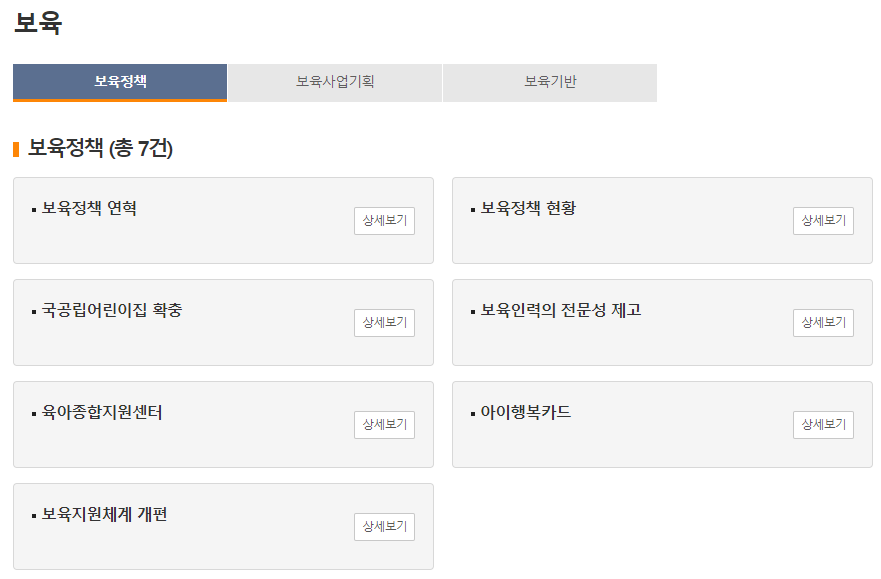 보육
보육정책 보육사업기획 보육기반
보육정책 (총 7건)
보육정책 연혁 상세보기
보육정책 현황 상세보기
국공립어린이집 확충 상세보기
보육인력의 전문성 제고 상세보기
육아종합지원센터 상세보기
아이행복카드 상세보기
보육지원체계 개편 상세보기